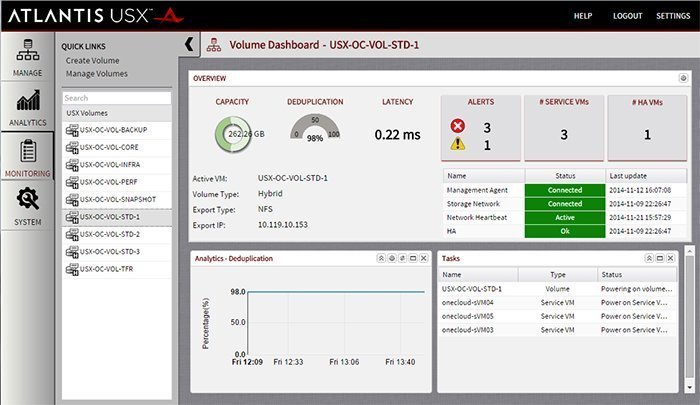 ATLANTIS USX™
HELP LOGOUT SETTINGS
MANAGE
ANALYTICS
MONITORING
SYSTEM
QUICK LINKS
Create Volume
Manage Volumes
Search
USX Volumes
USX-OC-VOL-BACKUP
USX-OC-VOL-CORE
USX-OC-VOL-INFRA
USX-OC-VOL-PERF
USX-OC-VOL-SNAPSHOT
USX-OC-VOL-STD-1
USX-OC-VOL-STD-2
USX-OC-VOL-STD-3
USX-OC-VOL-TFR
Volume Dashboard - USX-OC-VOL-STD-1
OVERVIEW
CAPACITY
262.26 GB
DEDUPLICATION
0 50 100
98%
LATENCY
0.22 ms
ALERTS
3
1
# SERVICE VMs
3
# HA VMs
1
Active VM: USX-OC-VOL-STD-1
Volume Type: Hybrid
Export Type: NFS
Export IP: 10.119.10.153
Name Status Last update
Management Agent Connected 2014-11-12 16:07:08
Storage Network Connected 2014-11-09 22:26:47
Network Heartbeat Active 2014-11-21 15:57:29
HA Ok 2014-11-09 22:26:47
Analytics - Deduplication
Percentage(%)
98.0
50.0
0.0
Fri 12:09 Fri 12:33 Fri 13:06 Fri 13:40
Tasks
Name Type Status
USX-OC-VOL-STD-1 Volume Powering on volume...
onecloud-sVM04 Service VM Power on Service V...
onecloud-sVM05 Service VM Power on Service V...
onecloud-sVM03 Service VM Power on Service V...